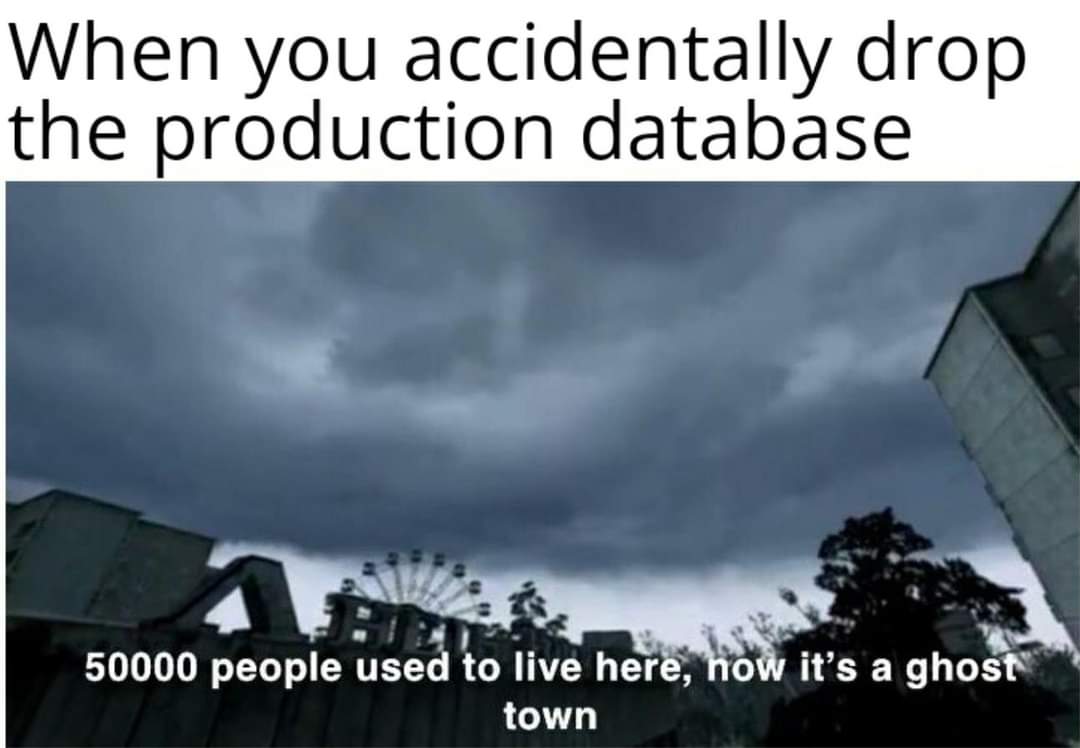 When you accidentally drop
the production database
50000 people used to live here, now it's a ghost
town